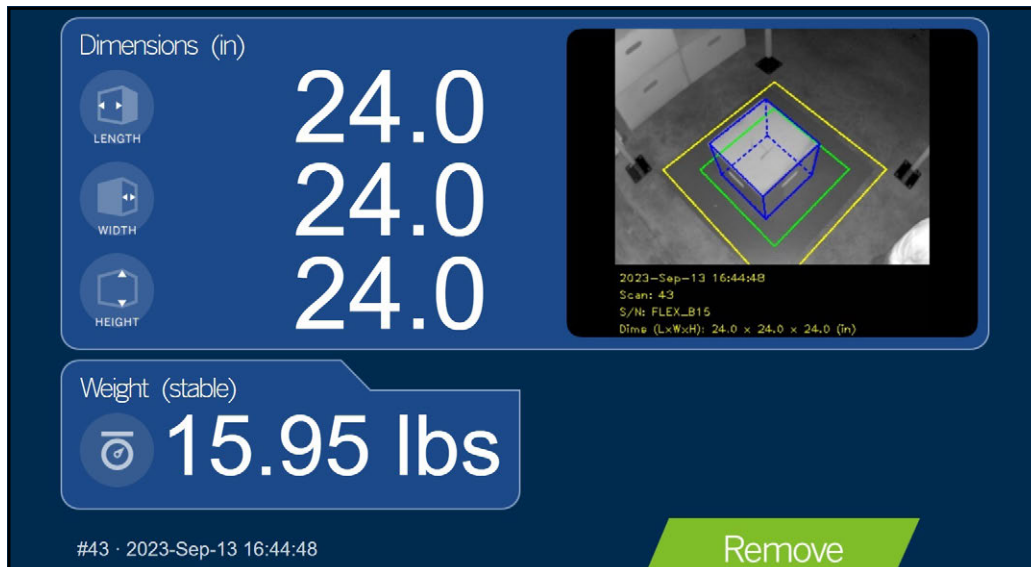 Dimensions (in)
LENGTH
24.0
WIDTH
24.0
HEIGHT
24.0
2023-Sep-13 16:44:48
Scan: 43
S/N: FLEX_B15
Dims (LxWxH): 24.0 x 24.0 x 24.0 (in)
Weight (stable)
15.95 lbs
#43 · 2023-Sep-13 16:44:48
Remove